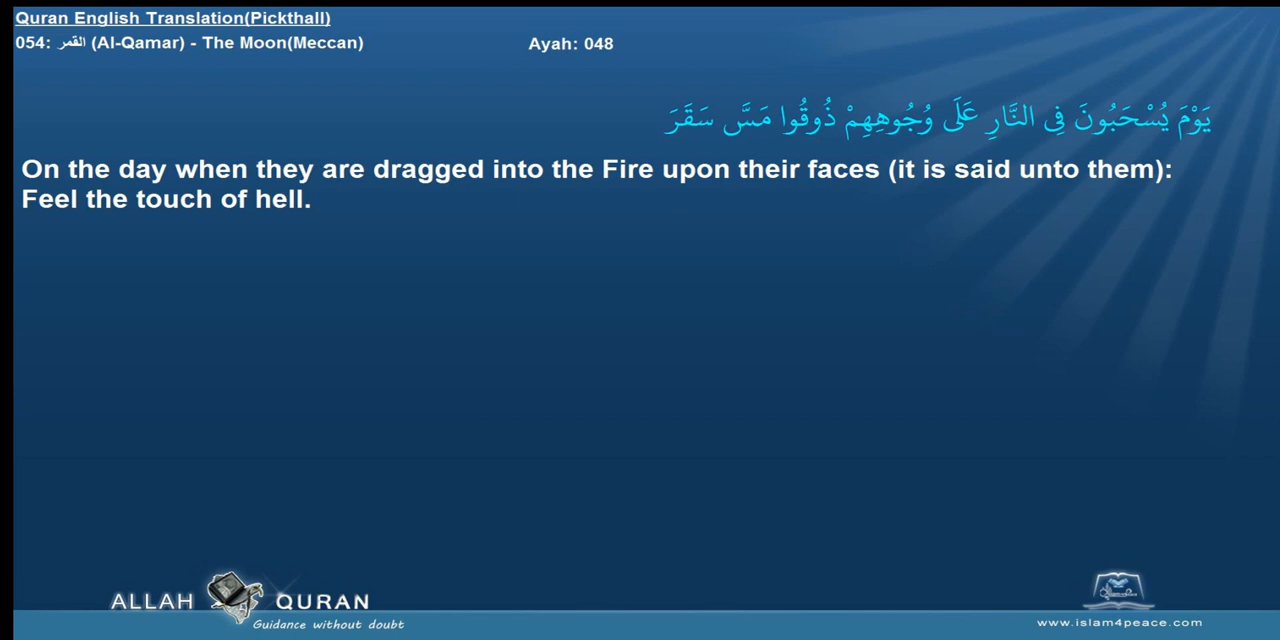 Quran English Translation(Pickthall)
054: القمر (Al-Qamar) - The Moon(Meccan)
Ayah: 048
يَوْمَ يُسْحَبُونَ فِي النَّارِ عَلَى وُجُوهِهِمْ ذُوقُوا مَسَّ سَقَرَ
On the day when they are dragged into the Fire upon their faces (it is said unto them):
Feel the touch of hell.
ALLAH QURAN
Guidance without doubt
www.islam4peace.com